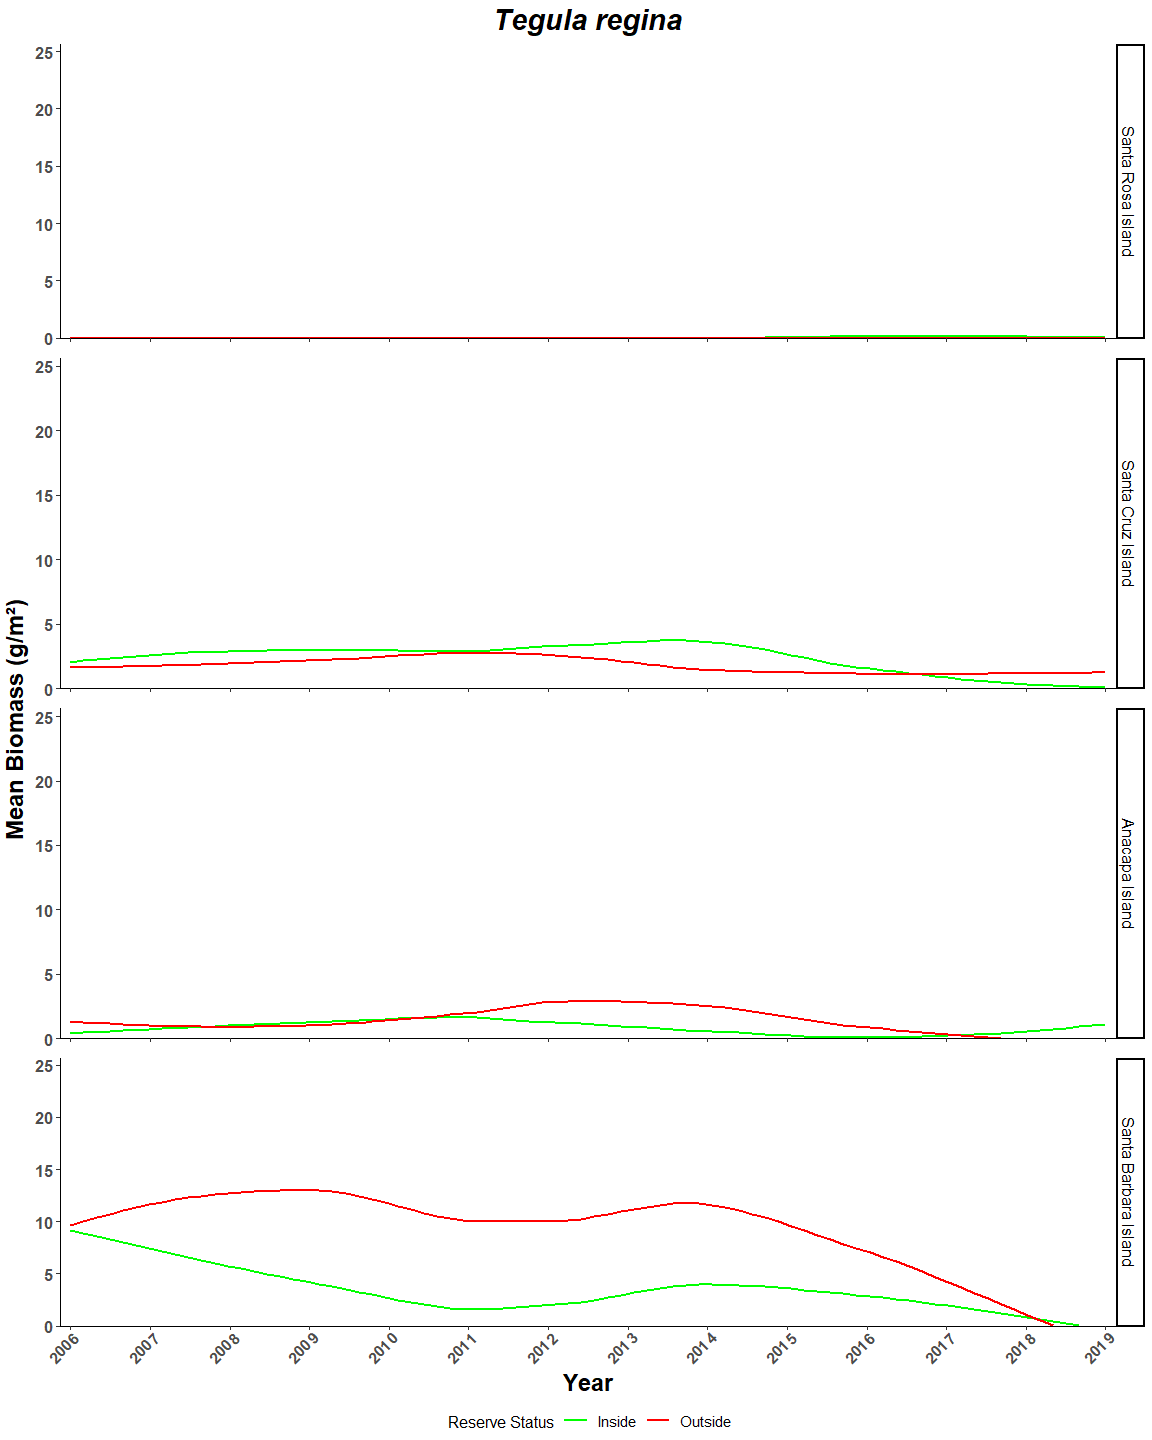 Tegula regina
Mean Biomass (g/m²)
25
20
15
10
5
0
Santa Rosa Island
25
20
15
10
5
0
Santa Cruz Island
25
20
15
10
5
0
Anacapa Island
25
20
15
10
5
0
Santa Barbara Island
2006 2007 2008 2009 2010 2011 2012 2013 2014 2015 2016 2017 2018 2019
Year
Reserve Status Inside Outside